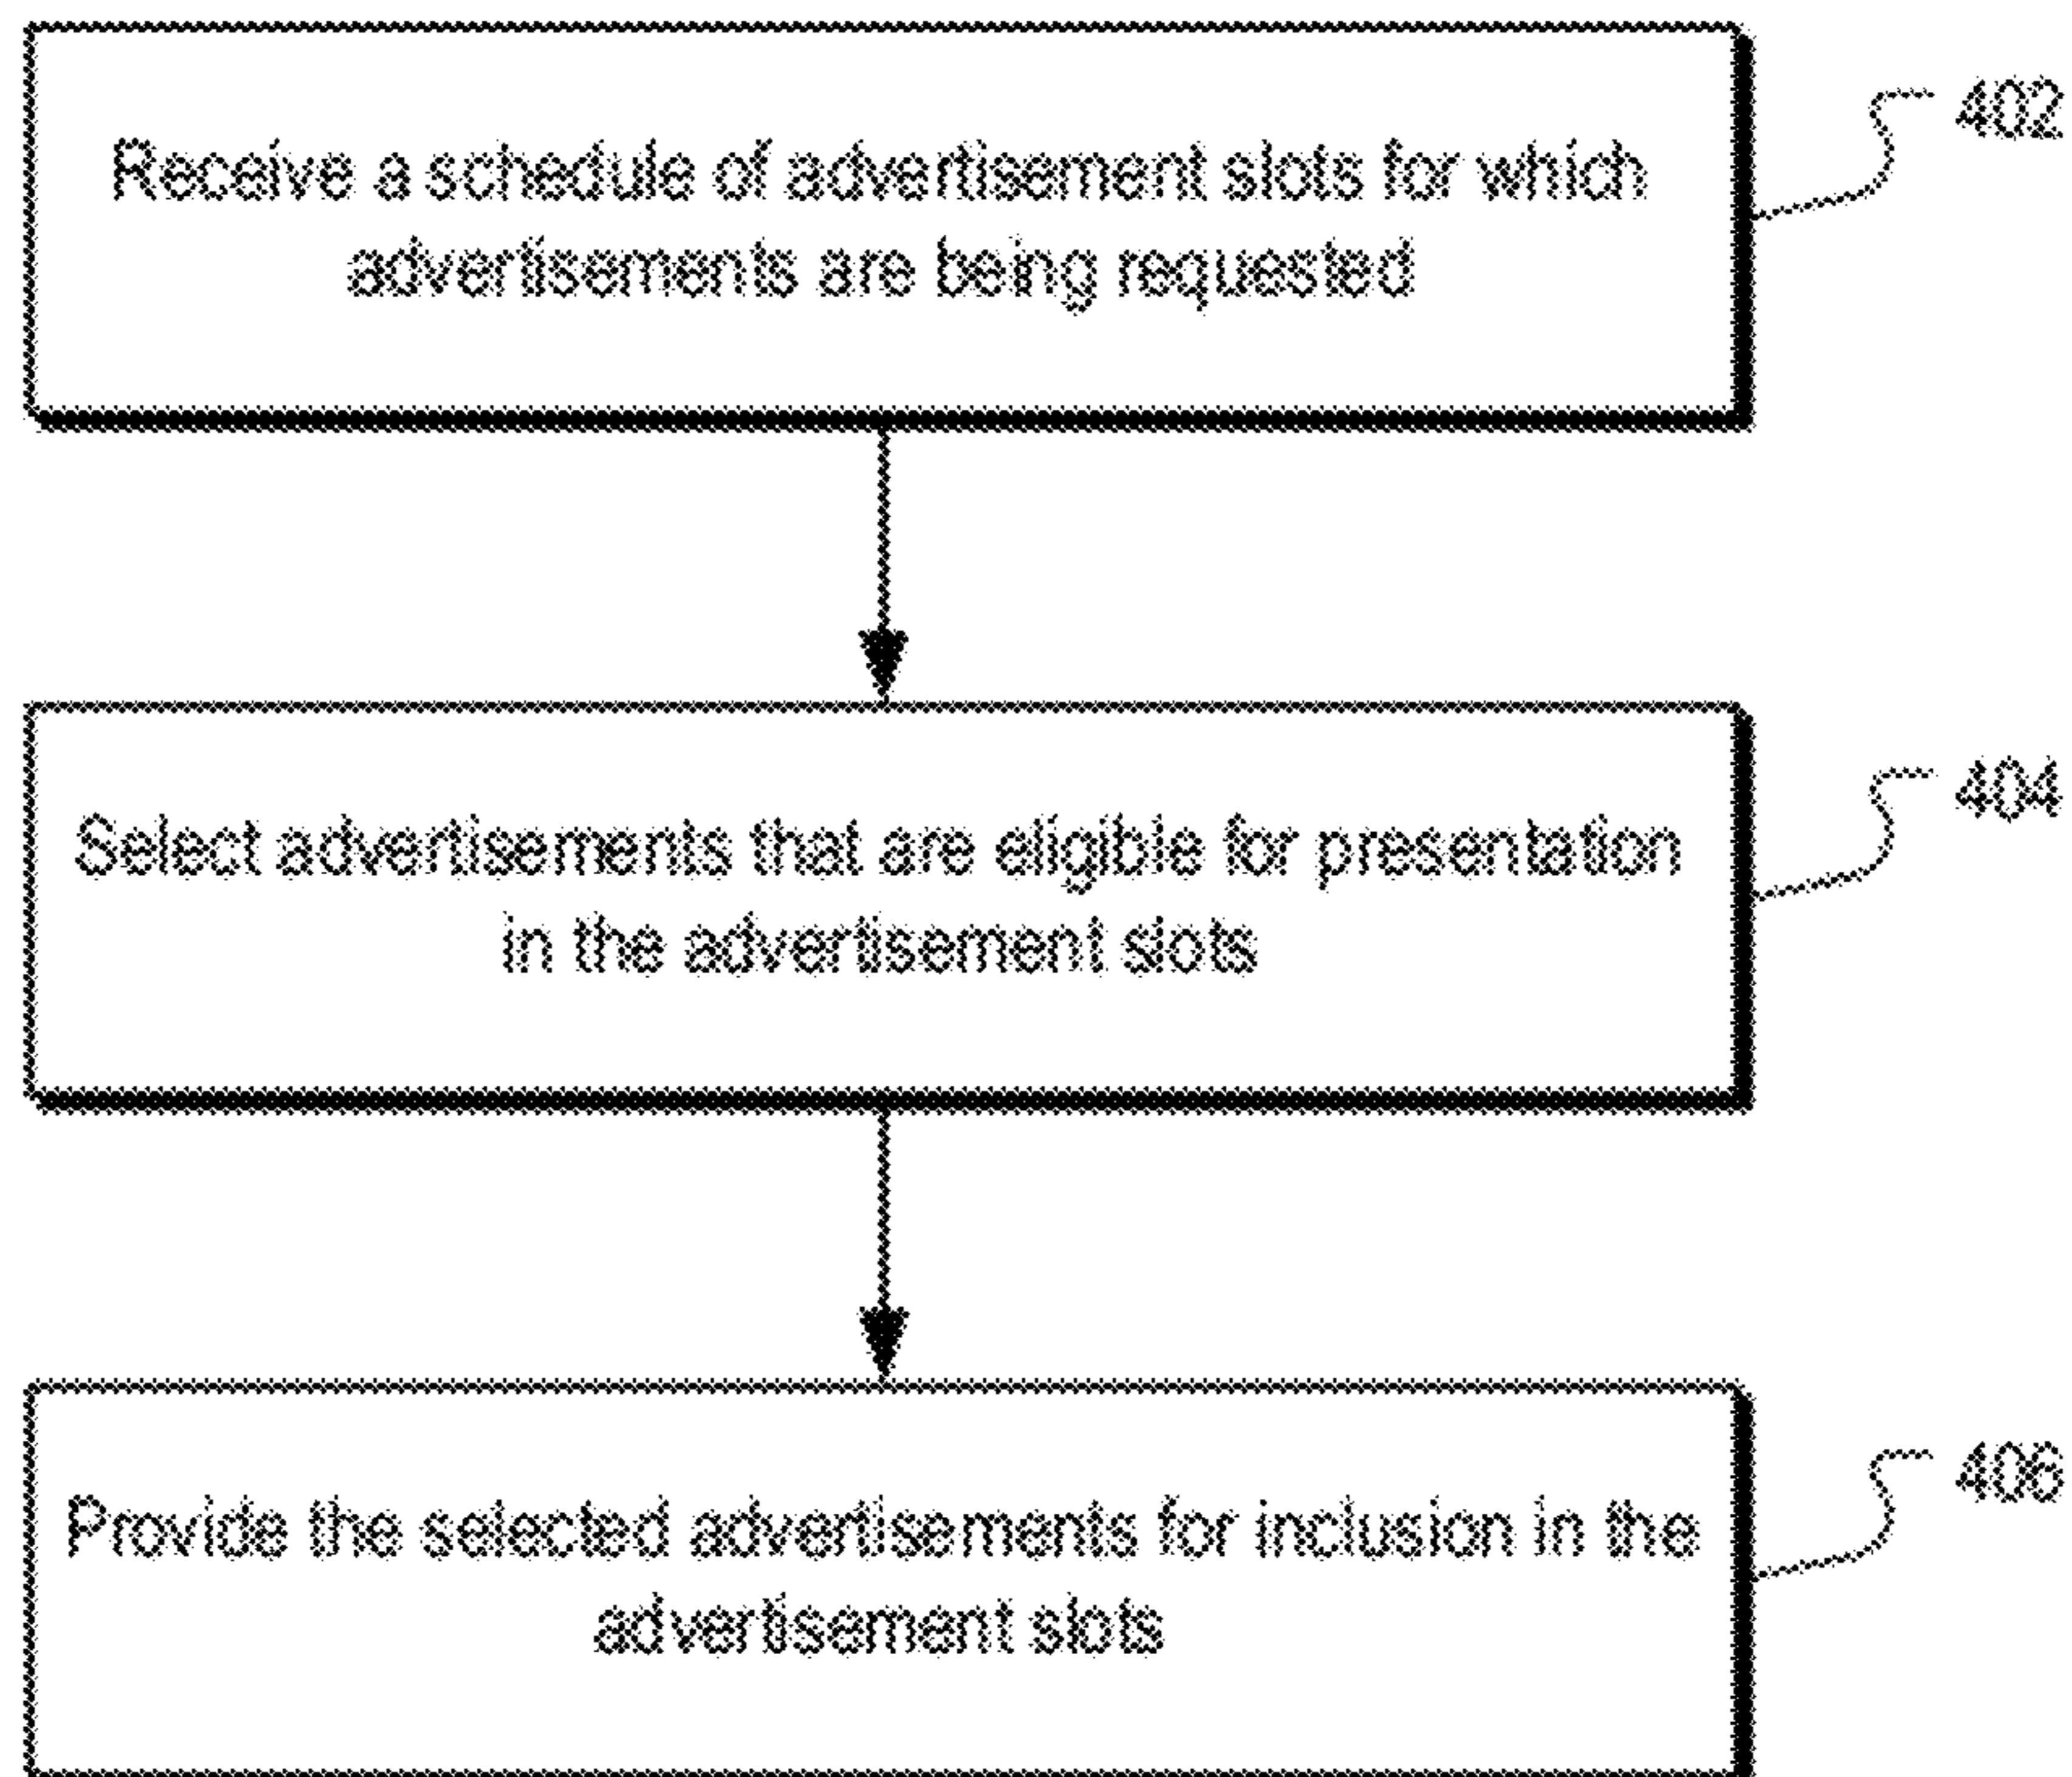 Receive a schedule of advertisement slots for which
advertisements are being requested
402
Select advertisements that are eligible for presentation
in the advertisement slots
404
Provide the selected advertisements for inclusion in the
advertisement slots
406